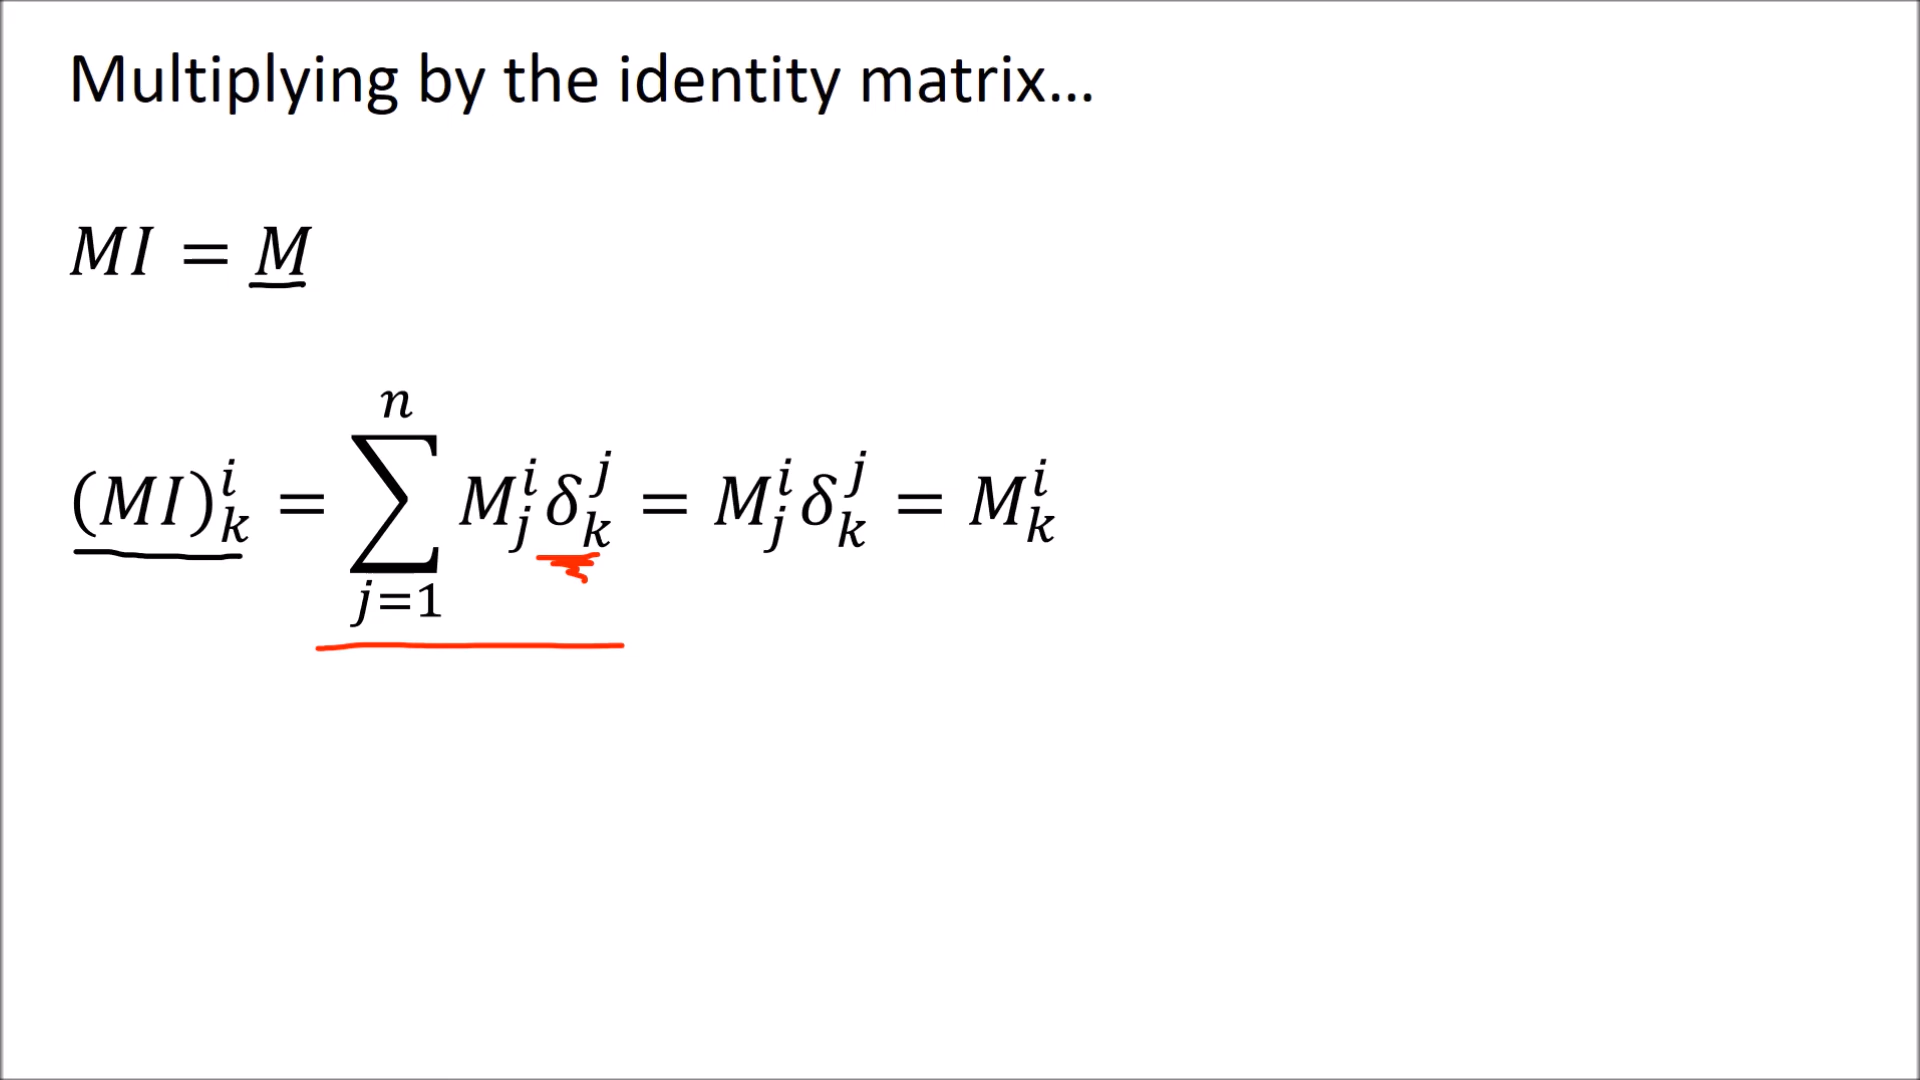 Multiplying by the identity matrix...
MI = M
(MI)^i_k = ∑_{j=1}^{n} M^i_j δ^j_k = M^i_j δ^j_k = M^i_k